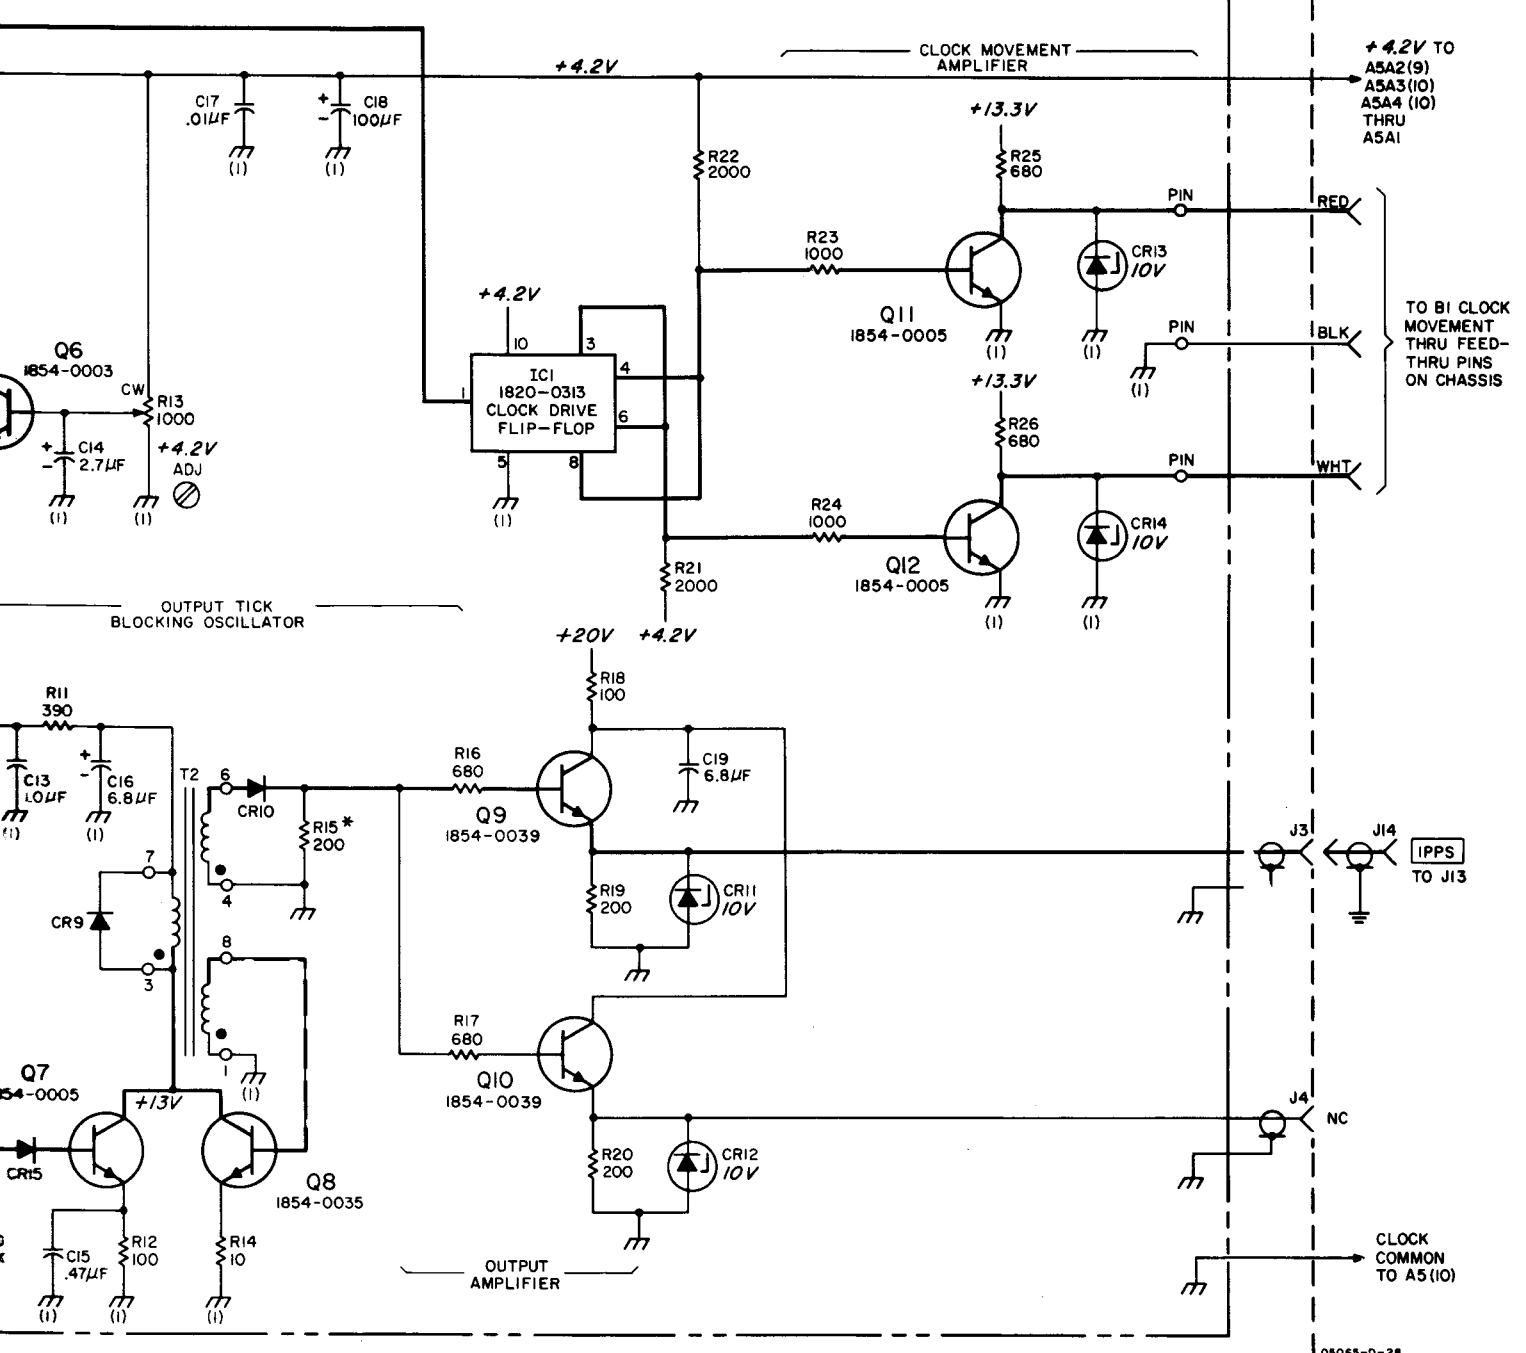 CLOCK MOVEMENT
AMPLIFIER
+4.2V TO
A5A2(9)
A5A3(10)
A5A4(10)
THRU
A5A1
+4.2V
C17
.01µF
(1)
+
-
C18
100µF
(1)
R22
2000
+13.3V
R25
680
PIN
RED
R23
1000
CR13
10V
Q11
1854-0005
(1)
(1)
PIN
BLK
(1)
TO B1 CLOCK
MOVEMENT
THRU FEED-
THRU PINS
ON CHASSIS
+4.2V
10
3
IC1
1820-0313
CLOCK DRIVE
FLIP-FLOP
1
4
6
5
8
(1)
Q6
1854-0003
CW
R13
1000
+4.2V
ADJ
+
-
C14
2.7µF
(1)
(1)
+13.3V
R26
680
PIN
WHT
R24
1000
CR14
10V
Q12
1854-0005
(1)
(1)
R21
2000
+4.2V
OUTPUT TICK
BLOCKING OSCILLATOR
+20V
R18
100
R11
390
C13
1.0µF
(1)
+
-
C16
6.8µF
(1)
T2
6
CR10
R15*
200
4
7
CR9
3
8
1
(1)
R16
680
Q9
1854-0039
C19
6.8µF
R19
200
CR11
10V
J3
J14
1PPS
TO J13
R17
680
Q10
1854-0039
R20
200
CR12
10V
J4
NC
Q7
854-0005
+13V
CR15
Q8
1854-0035
C15
.47µF
(1)
R12
100
(1)
R14
10
(1)
OUTPUT
AMPLIFIER
CLOCK
COMMON
TO A5(10)